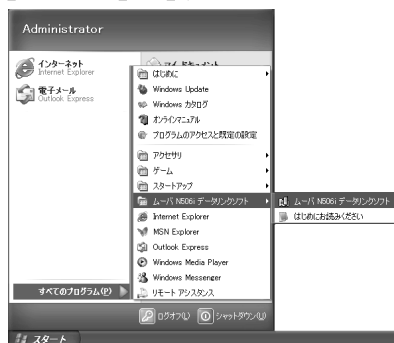 Administrator
インターネット
Internet Explorer
電子メール
Outlook Express
マイ ドキュメント
はじめに
Windows Update
Windows カタログ
オンラインマニュアル
プログラムのアクセスと既定の設定
アクセサリ
ゲーム
スタートアップ
ムーバ N506i データリンクソフト
Internet Explorer
MSN Explorer
Outlook Express
Windows Media Player
Windows Messenger
リモート アシスタンス
ムーバ N506i データリンクソフト
はじめにお読みください
すべてのプログラム(P)
ログオフ(L)
シャットダウン(U)
スタート